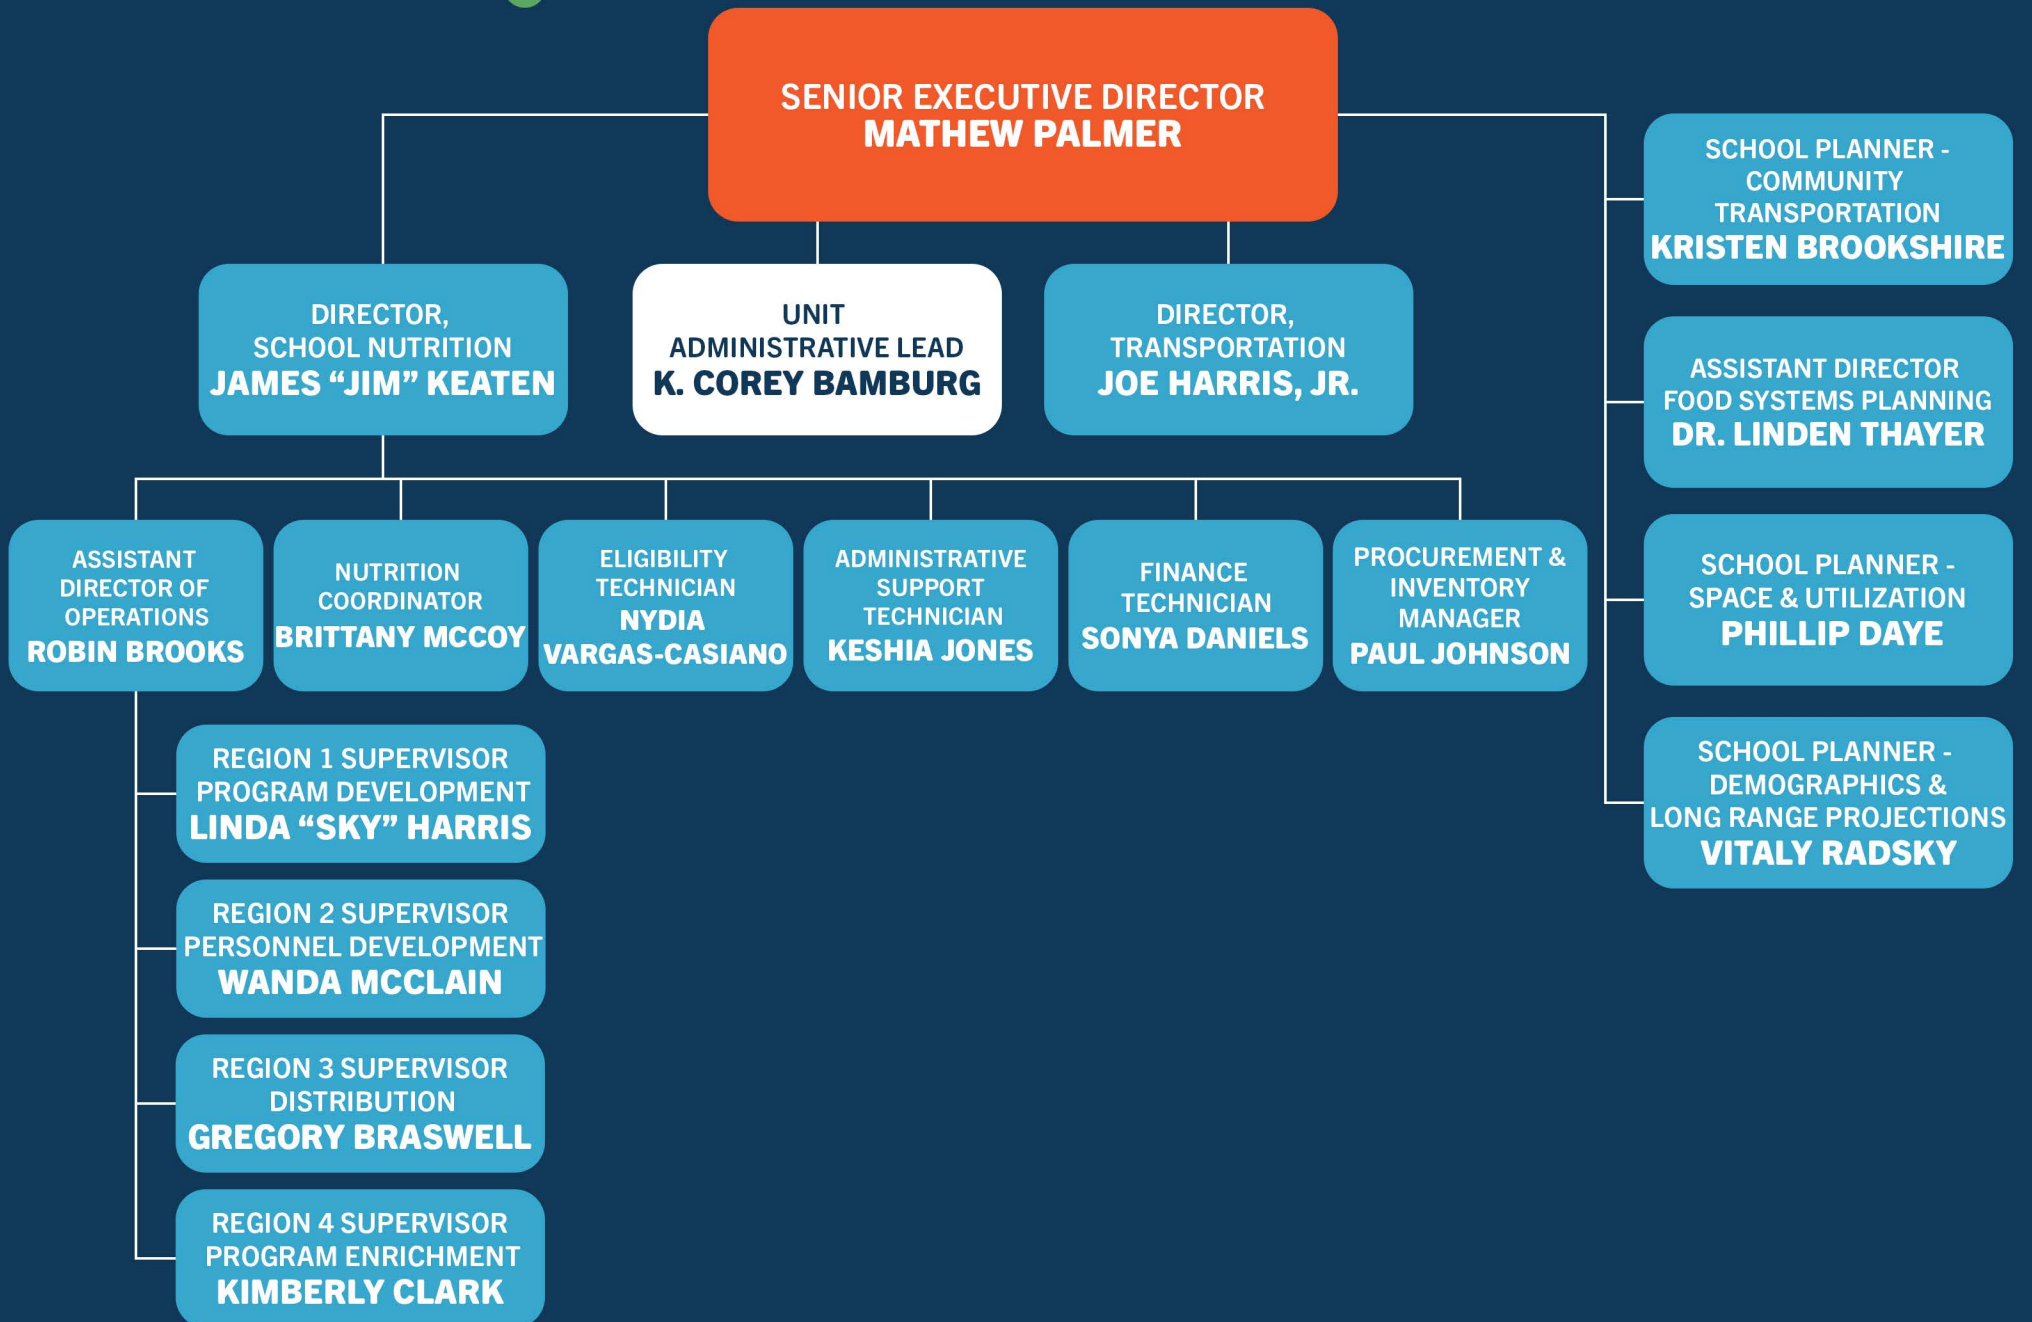 SENIOR EXECUTIVE DIRECTOR
MATHEW PALMER
DIRECTOR,
SCHOOL NUTRITION
JAMES “JIM” KEATEN
UNIT
ADMINISTRATIVE LEAD
K. COREY BAMBURG
DIRECTOR,
TRANSPORTATION
JOE HARRIS, JR.
SCHOOL PLANNER -
COMMUNITY
TRANSPORTATION
KRISTEN BROOKSHIRE
ASSISTANT DIRECTOR
FOOD SYSTEMS PLANNING
DR. LINDEN THAYER
SCHOOL PLANNER -
SPACE & UTILIZATION
PHILLIP DAYE
SCHOOL PLANNER -
DEMOGRAPHICS &
LONG RANGE PROJECTIONS
VITALY RADSKY
ASSISTANT
DIRECTOR OF
OPERATIONS
ROBIN BROOKS
NUTRITION
COORDINATOR
BRITTANY MCCOY
ELIGIBILITY
TECHNICIAN
NYDIA
VARGAS-CASIANO
ADMINISTRATIVE
SUPPORT
TECHNICIAN
KESHIA JONES
FINANCE
TECHNICIAN
SONYA DANIELS
PROCUREMENT &
INVENTORY
MANAGER
PAUL JOHNSON
REGION 1 SUPERVISOR
PROGRAM DEVELOPMENT
LINDA “SKY” HARRIS
REGION 2 SUPERVISOR
PERSONNEL DEVELOPMENT
WANDA MCCLAIN
REGION 3 SUPERVISOR
DISTRIBUTION
GREGORY BRASWELL
REGION 4 SUPERVISOR
PROGRAM ENRICHMENT
KIMBERLY CLARK